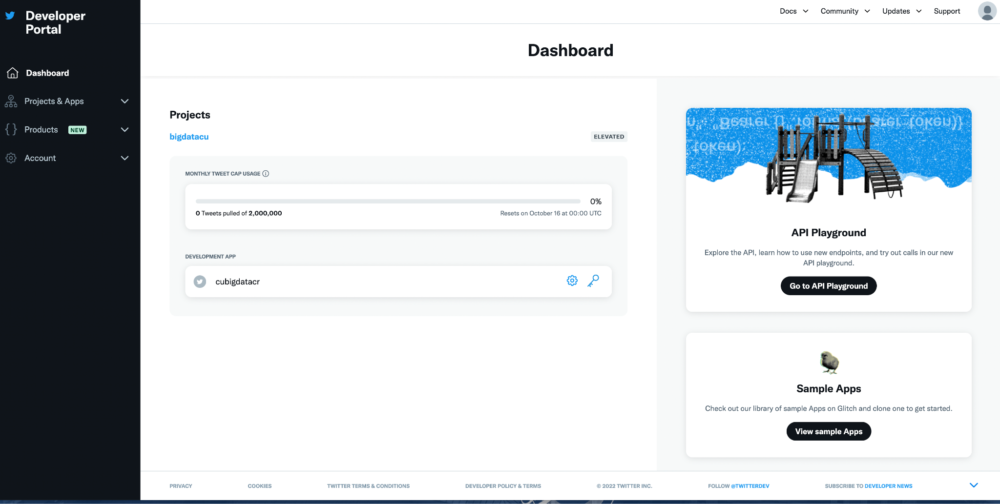 Developer
Portal
Docs
Community
Updates
Support
Dashboard
Dashboard
Projects & Apps
Products NEW
Account
Projects
bigdatacu
ELEVATED
MONTHLY TWEET CAP USAGE
0%
0 Tweets pulled of 2,000,000
Resets on October 16 at 00:00 UTC
DEVELOPMENT APP
cubigdatacr
API Playground
Explore the API, learn how to use new endpoints, and try out calls in our new
API playground.
Go to API Playground
Sample Apps
Check out our library of sample Apps on Glitch and clone one to get started.
View sample Apps
PRIVACY
COOKIES
TWITTER TERMS & CONDITIONS
DEVELOPER POLICY & TERMS
© 2022 TWITTER INC.
FOLLOW @TWITTERDEV
SUBSCRIBE TO DEVELOPER NEWS